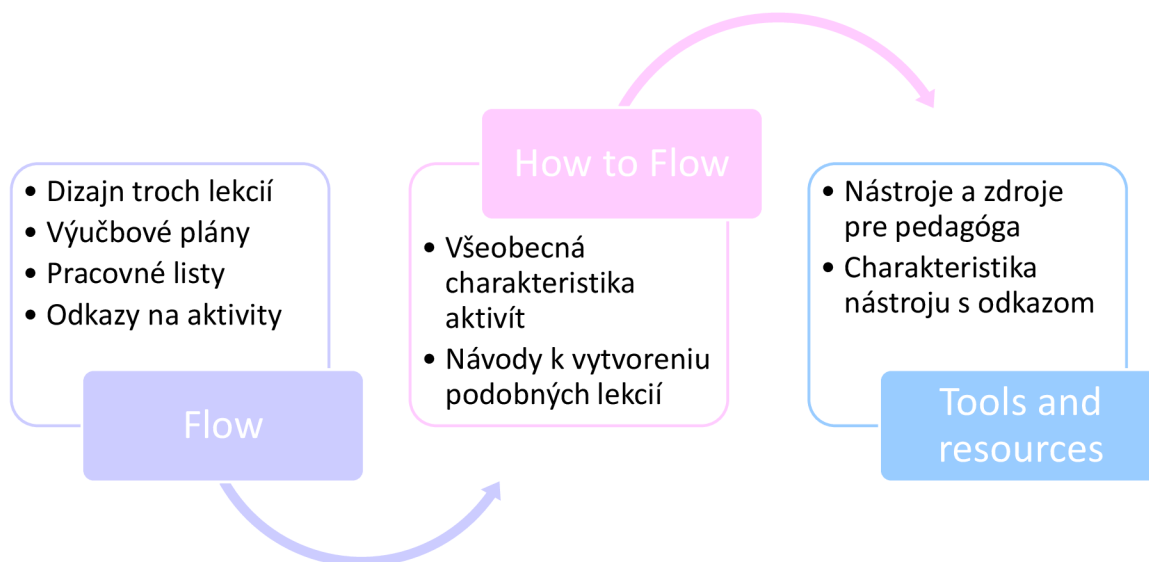 • Dizajn troch lekcií
• Výučbové plány
• Pracovné listy
• Odkazy na aktivity
Flow
How to Flow
• Všeobecná
charakteristika
aktivít
• Návody k vytvoreniu
podobných lekcií
• Nástroje a zdroje
pre pedagóga
• Charakteristika
nástroju s odkazom
Tools and
resources